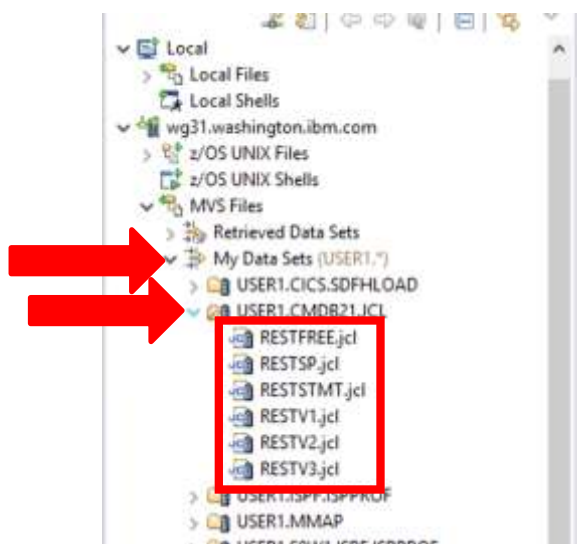 Local
Local Files
Local Shells
wg31.washington.ibm.com
z/OS UNIX Files
z/OS UNIX Shells
MVS Files
Retrieved Data Sets
My Data Sets (USER1.*)
USER1.CICS.SDFHLOAD
USER1.CMDB21.JCL
RESTFREE.jcl
RESTSP.jcl
RESTSTMT.jcl
RESTV1.jcl
RESTV2.jcl
RESTV3.jcl
USER1.ISPF.ISPPROF
USER1.MMAP